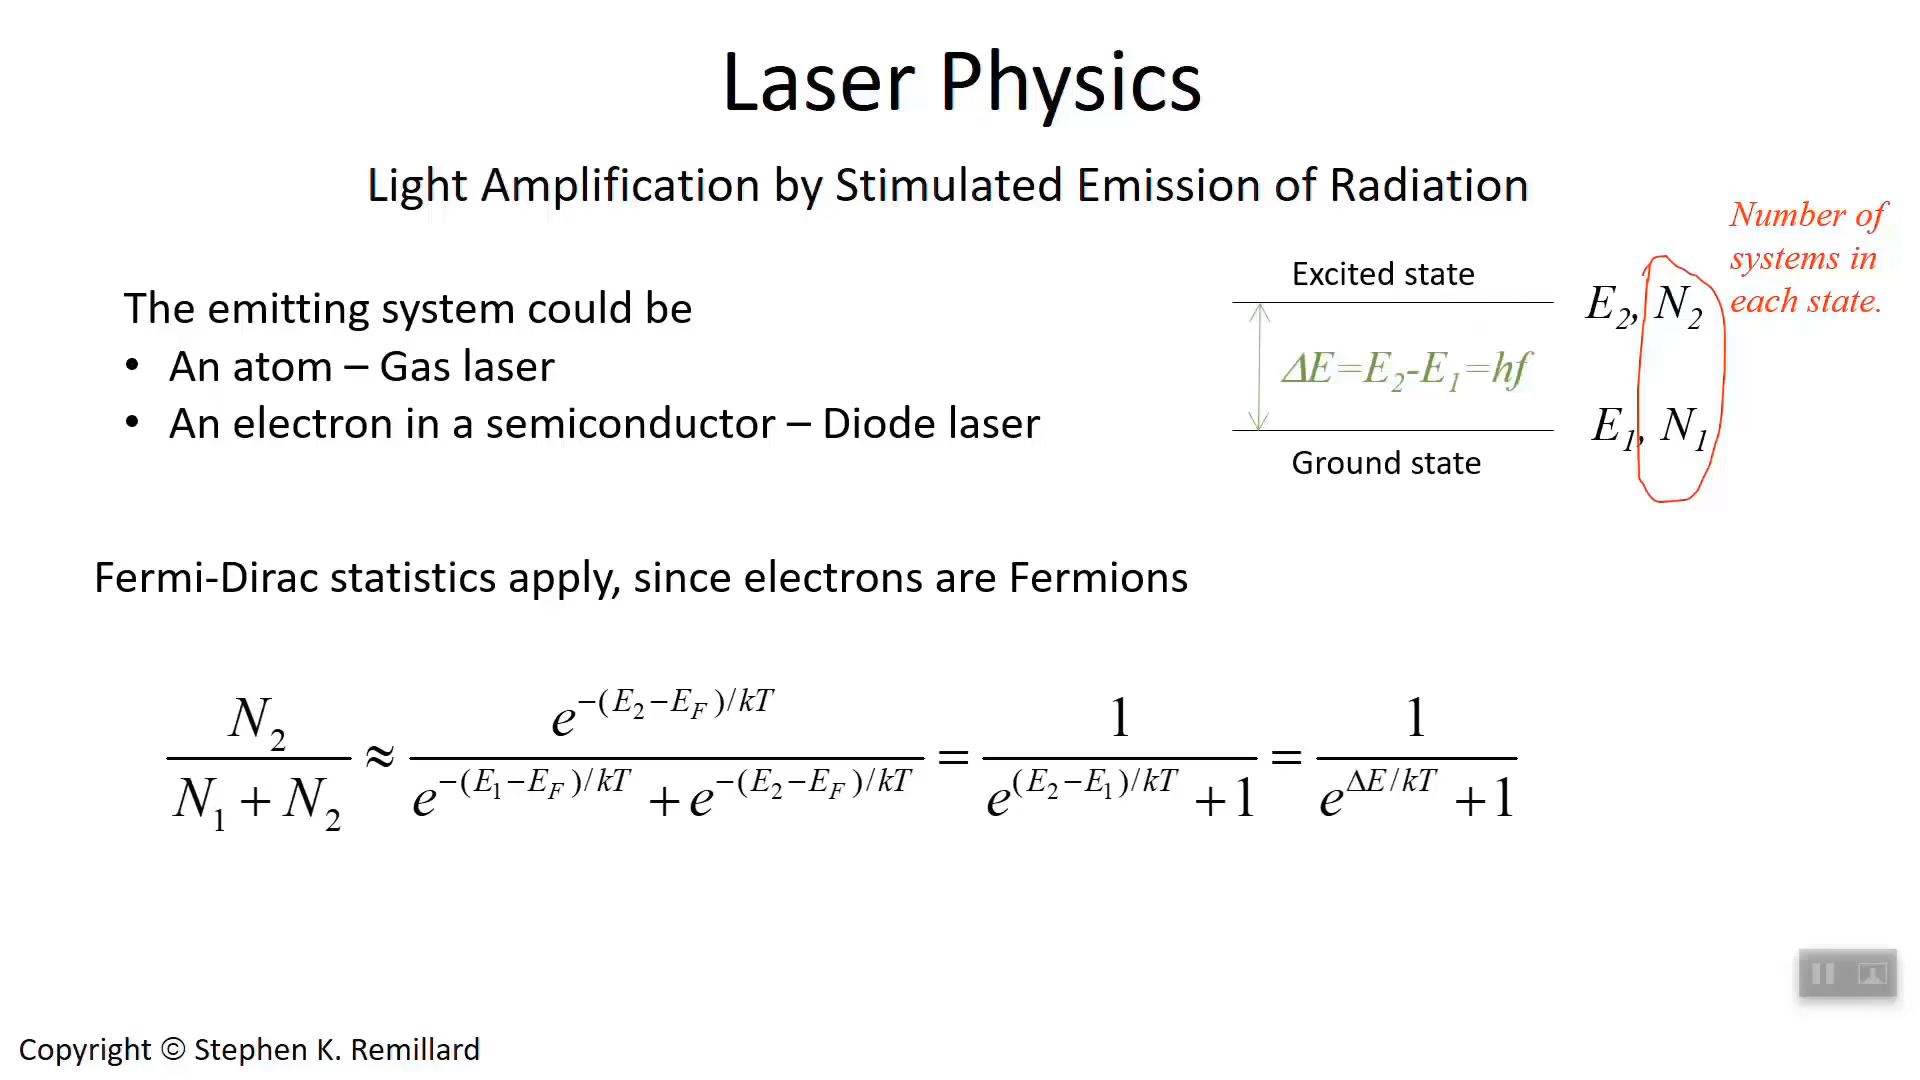 Laser Physics
Light Amplification by Stimulated Emission of Radiation
Number of
systems in
each state.
The emitting system could be
• An atom – Gas laser
• An electron in a semiconductor – Diode laser
Excited state
E₂, N₂
ΔE=E₂-E₁=hf
E₁, N₁
Ground state
Fermi-Dirac statistics apply, since electrons are Fermions
N₂/(N₁+N₂) ≈ e^(-(E₂-E_F)/kT) / (e^(-(E₁-E_F)/kT) + e^(-(E₂-E_F)/kT)) = 1/(e^((E₂-E₁)/kT) +1) = 1/(e^(ΔE/kT) +1)
Copyright © Stephen K. Remillard